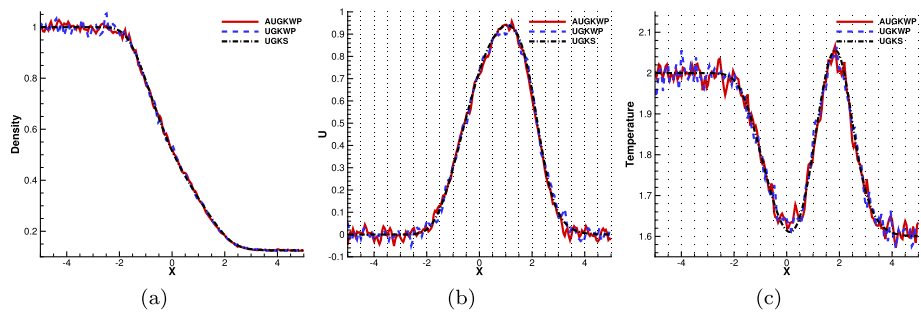 1
0.8
0.6
0.4
0.2
Density
-4
-2
0
2
4
X
AUGKWP
UGKWP
UGKS
(a)
1
0.9
0.8
0.7
0.6
0.5
0.4
0.3
0.2
0.1
0
-0.1
U
-4
-2
0
2
4
X
AUGKWP
UGKWP
UGKS
(b)
2.1
2
1.9
1.8
1.7
1.6
Temperature
-4
-2
0
2
4
X
AUGKWP
UGKWP
UGKS
(c)